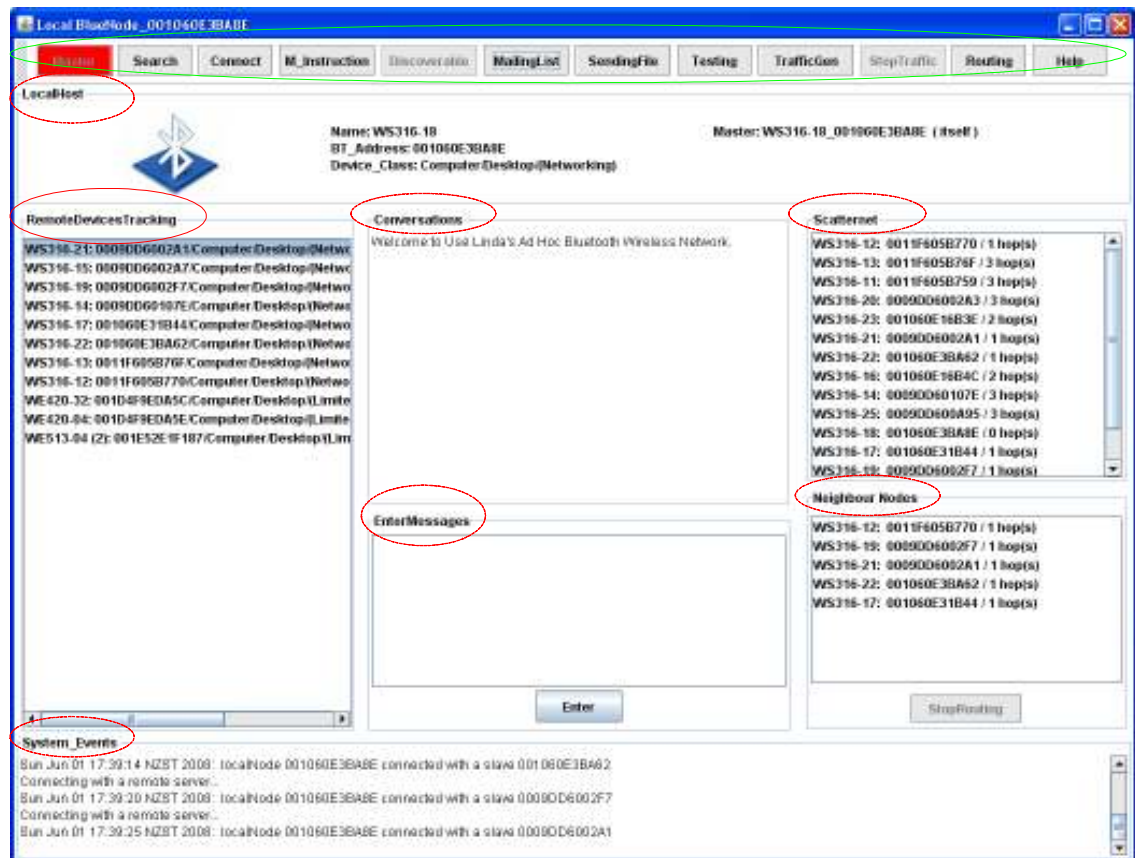 Local BlueNode_001060E3BA8E
Master Search Connect M_Instruction Discoverable MailingList SendingFile Testing TrafficGen StopTraffic Routing Help
LocalHost
Name: WS316-18
BT_Address: 001060E3BA8E
Device_Class: Computer/Desktop/(Networking)
Master: WS316-18_001060E3BA8E ( itself )
RemoteDevicesTracking
WS316-21: 0009DD6002A1/Computer/Desktop/(Netwo
WS316-15: 0009DD6002A7/Computer/Desktop/(Netwo
WS316-19: 0009DD6002F7/Computer/Desktop/(Netwo
WS316-14: 0009DD60107E/Computer/Desktop/(Netwo
WS316-17: 001060E31B44/Computer/Desktop/(Netwo
WS316-22: 001060E3BA62/Computer/Desktop/(Netwo
WS316-13: 0011F605B76F/Computer/Desktop/(Netwo
WS316-12: 0011F605B770/Computer/Desktop/(Netwo
WE420-32: 001D4F9EDA5C/Computer/Desktop/(Limite
WE420-04: 001D4F9EDA5E/Computer/Desktop/(Limite
WE513-04 (2): 001E52E1F187/Computer/Desktop/(Lim
Conversations
Welcome to Use Linda's Ad Hoc Bluetooth Wireless Network.
EnterMessages
Enter
Scatternet
WS316-12: 0011F605B770 / 1 hop(s)
WS316-13: 0011F605B76F / 3 hop(s)
WS316-11: 0011F605B759 / 3 hop(s)
WS316-20: 0009DD6002A3 / 3 hop(s)
WS316-23: 001060E16B3E / 2 hop(s)
WS316-21: 0009DD6002A1 / 1 hop(s)
WS316-22: 001060E3BA62 / 1 hop(s)
WS316-16: 001060E16B4C / 2 hop(s)
WS316-14: 0009DD60107E / 3 hop(s)
WS316-25: 0009DD600A95 / 3 hop(s)
WS316-18: 001060E3BA8E / 0 hop(s)
WS316-17: 001060E31B44 / 1 hop(s)
WS316-19: 0009DD6002F7 / 1 hop(s)
Neighbour Nodes
WS316-12: 0011F605B770 / 1 hop(s)
WS316-19: 0009DD6002F7 / 1 hop(s)
WS316-21: 0009DD6002A1 / 1 hop(s)
WS316-22: 001060E3BA62 / 1 hop(s)
WS316-17: 001060E31B44 / 1 hop(s)
StopRouting
System_Events
Sun Jun 01 17:39:14 NZST 2008: localNode 001060E3BA8E connected with a slave 001060E3BA62
Connecting with a remote server...
Sun Jun 01 17:39:20 NZST 2008: localNode 001060E3BA8E connected with a slave 0009DD6002F7
Connecting with a remote server...
Sun Jun 01 17:39:25 NZST 2008: localNode 001060E3BA8E connected with a slave 0009DD6002A1